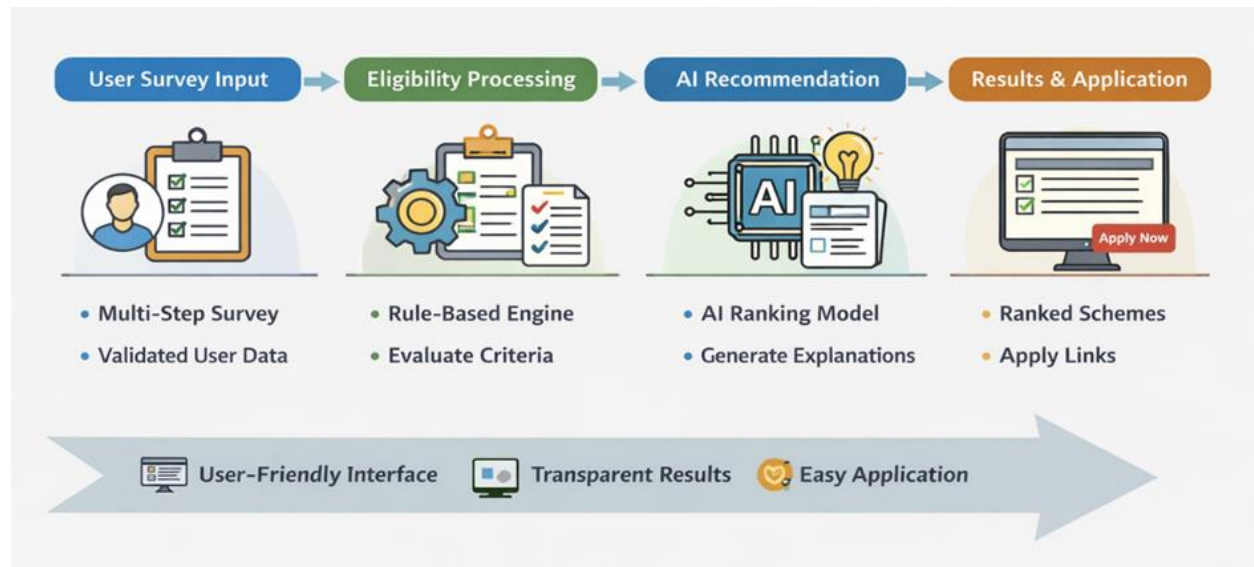 User Survey Input
Eligibility Processing
AI Recommendation
Results & Application
AI
Apply Now
• Multi-Step Survey
• Validated User Data
• Rule-Based Engine
• Evaluate Criteria
• AI Ranking Model
• Generate Explanations
• Ranked Schemes
• Apply Links
User-Friendly Interface
Transparent Results
Easy Application